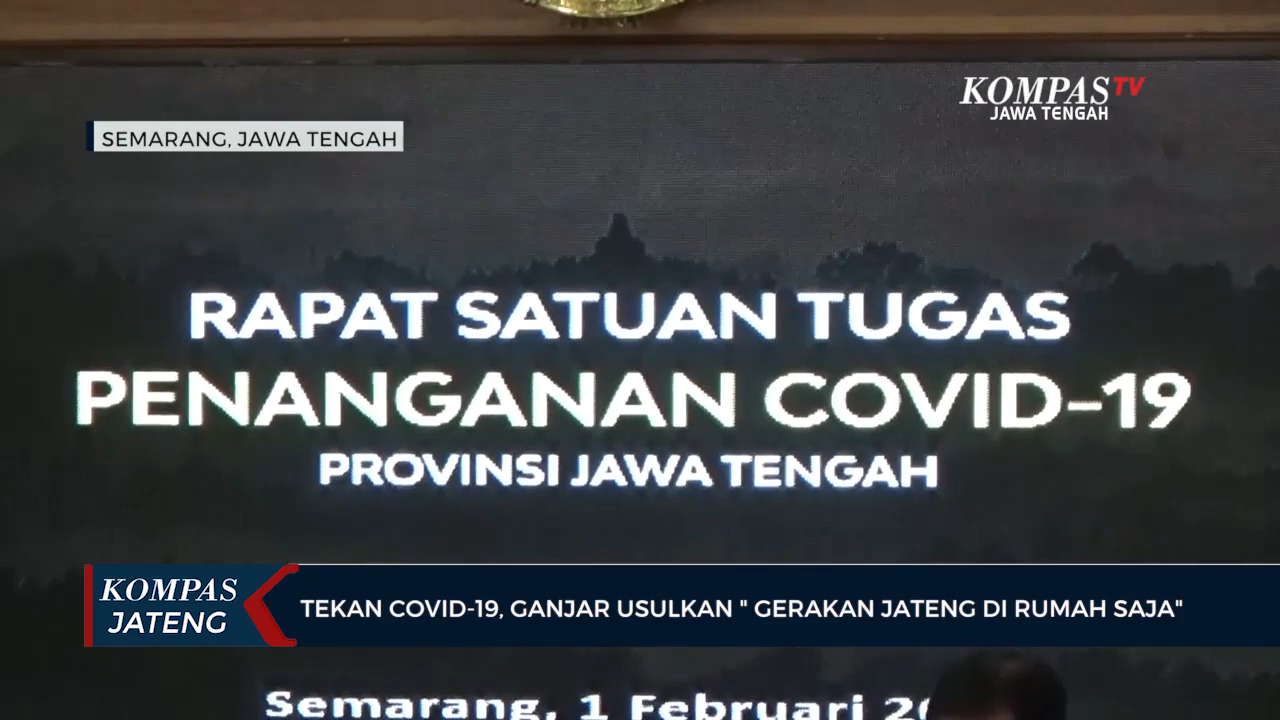 KOMPAS TV
JAWA TENGAH
SEMARANG, JAWA TENGAH
RAPAT SATUAN TUGAS
PENANGANAN COVID-19
PROVINSI JAWA TENGAH
KOMPAS
JATENG
TEKAN COVID-19, GANJAR USULKAN " GERAKAN JATENG DI RUMAH SAJA"
Semarang, 1 Februari